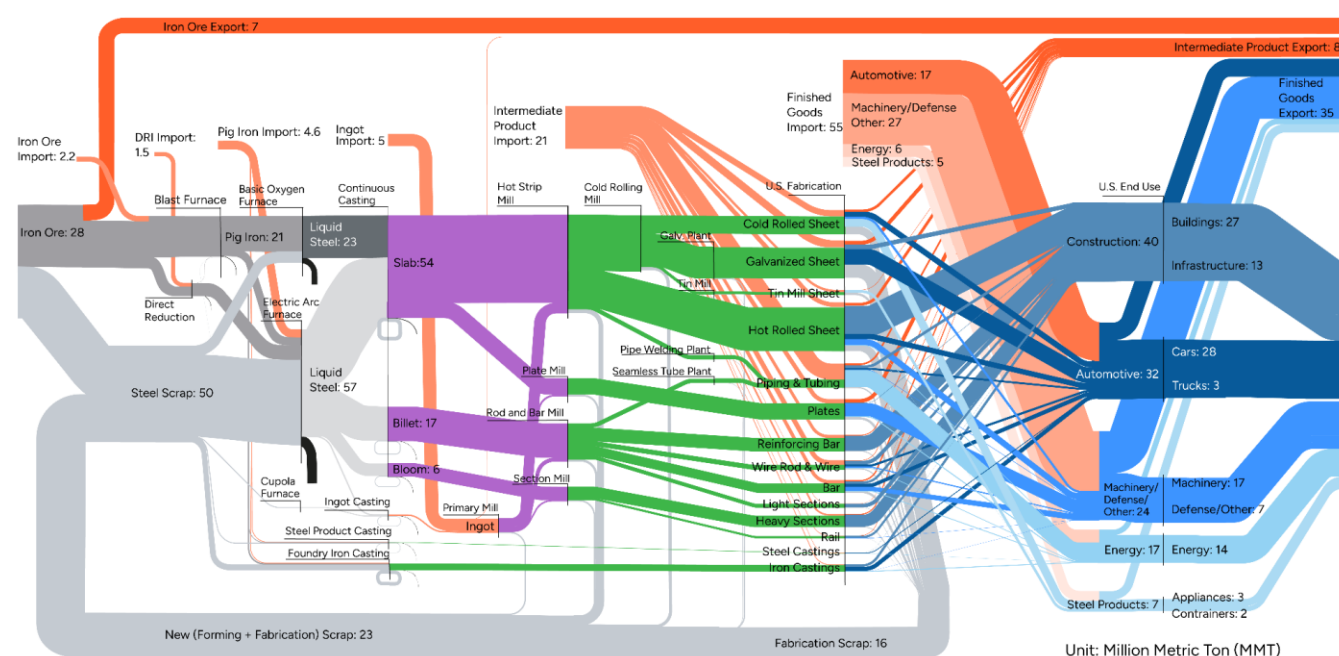 Iron Ore Export: 7
Intermediate Product Export: 8
Automotive: 17
Finished
Goods
Export: 35
Finished
Goods
Import: 55
Machinery/Defense
Other: 27
Energy: 6
Steel Products: 5
Intermediate
Product
Import: 21
Ingot
Import: 5
Pig Iron Import: 4.6
DRI Import:
1.5
Iron Ore
Import: 2.2
Blast Furnace
Basic Oxygen
Furnace
Continuous
Casting
Hot Strip
Mill
Cold Rolling
Mill
U.S. Fabrication
U.S. End Use
Iron Ore: 28
Pig Iron: 21
Liquid
Steel: 23
Slab:54
Galv. Plant
Tin Mill
Cold Rolled Sheet
Galvanized Sheet
Tin Mill Sheet
Hot Rolled Sheet
Construction: 40
Buildings: 27
Infrastructure: 13
Direct
Reduction
Electric Arc
Furnace
Liquid
Steel: 57
Steel Scrap: 50
Pipe Welding Plant
Seamless Tube Plant
Plate Mill
Rod and Bar Mill
Piping & Tubing
Plates
Automotive: 32
Cars: 28
Trucks: 3
Billet: 17
Bloom: 6
Section Mill
Reinforcing Bar
Wire Rod & Wire
Bar
Light Sections
Heavy Sections
Rail
Steel Castings
Iron Castings
Cupola
Furnace
Ingot Casting
Primary Mill
Ingot
Steel Product Casting
Foundry Iron Casting
Machinery/
Defense/
Other: 24
Machinery: 17
Defense/Other: 7
Energy: 17
Energy: 14
Steel Products: 7
Appliances: 3
Contrainers: 2
New (Forming + Fabrication) Scrap: 23
Fabrication Scrap: 16
Unit: Million Metric Ton (MMT)